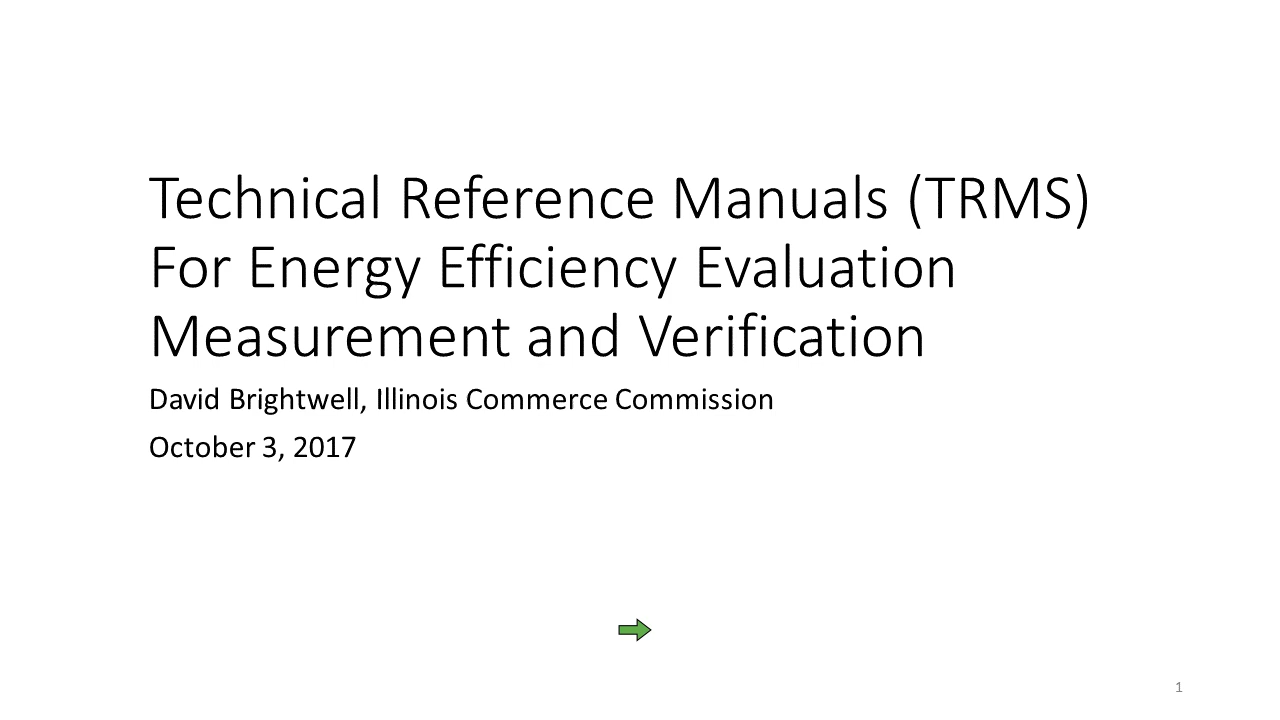 Technical Reference Manuals (TRMS)
For Energy Efficiency Evaluation
Measurement and Verification
David Brightwell, Illinois Commerce Commission
October 3, 2017
1